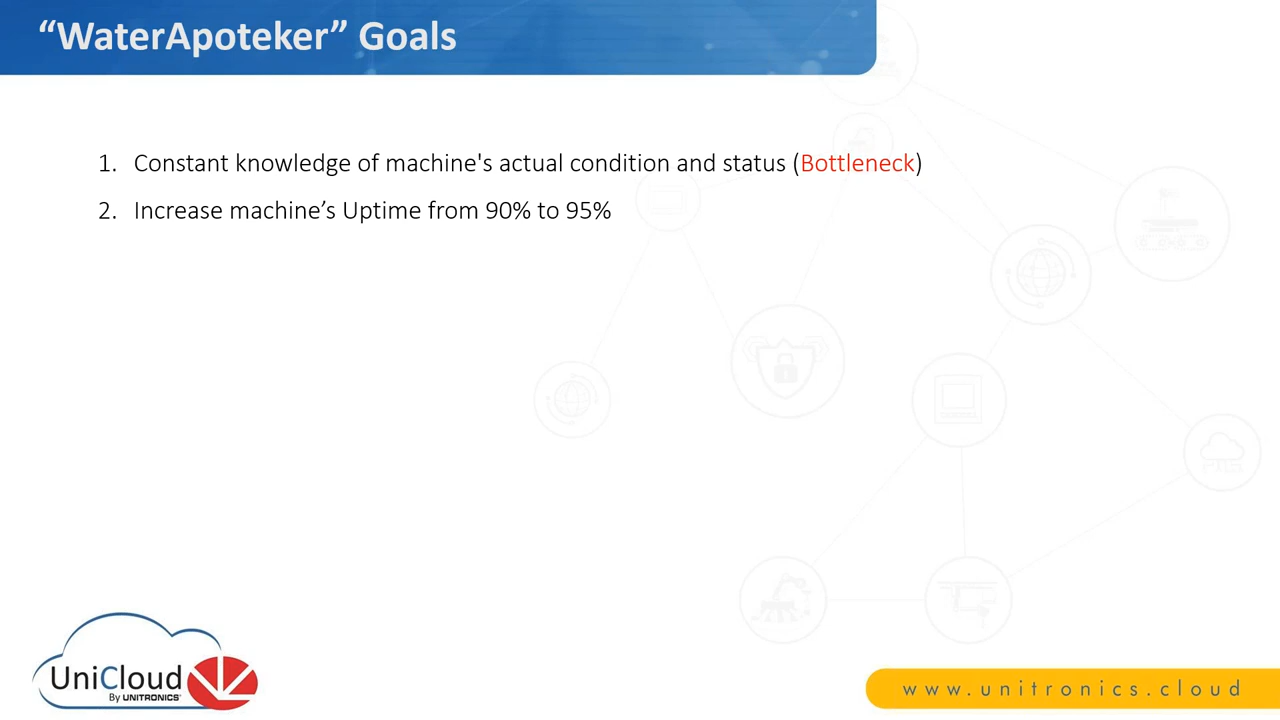 “WaterApoteker” Goals
1. Constant knowledge of machine's actual condition and status (Bottleneck)
2. Increase machine’s Uptime from 90% to 95%
UniCloud
By UNITRONICS
www.unitronics.cloud